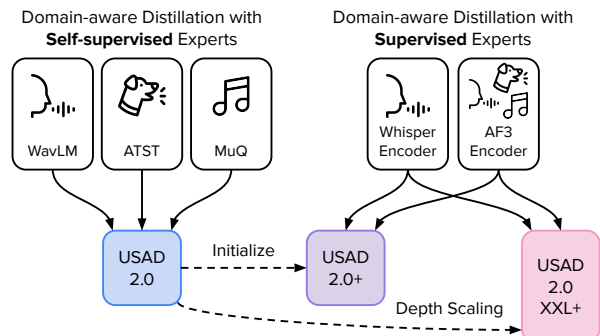 Domain-aware Distillation with
Self-supervised Experts
Domain-aware Distillation with
Supervised Experts
WavLM
ATST
MuQ
Whisper
Encoder
AF3
Encoder
USAD
2.0
Initialize
USAD
2.0+
Depth Scaling
USAD
2.0
XXL+